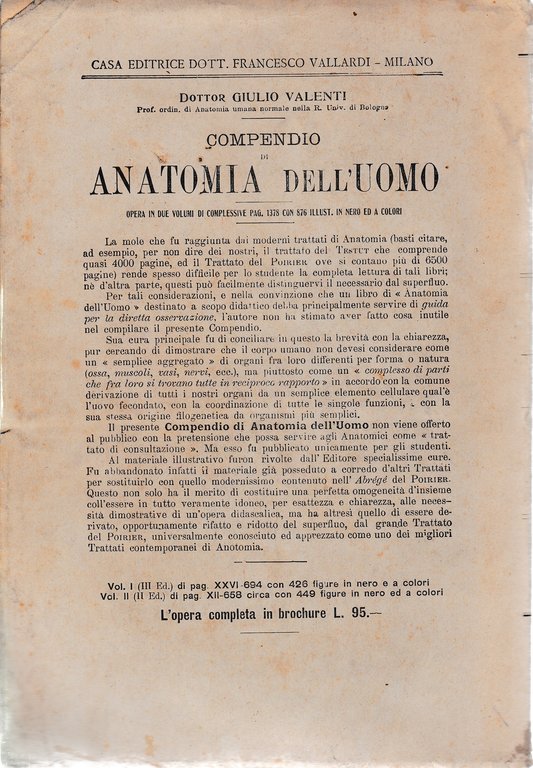 CASA EDITRICE DOTT. FRANCESCO VALLARDI - MILANO
DOTTOR GIULIO VALENTI
Prof. ordin. di Anatomia umana normale nella R. Univ. di Bologna
COMPENDIO
DI
ANATOMIA DELL'UOMO
OPERA IN DUE VOLUMI DI COMPLESSIVE PAG. 1378 CON 876 ILLUST. IN NERO ED A COLORI
La mole che fu raggiunta dai moderni trattati di Anatomia (basti citare,
ad esempio, per non dire dei nostri, il trattato del TESTUT che comprende
quasi 4000 pagine, ed il Trattato del POIRIER ove si contano più di 6500
pagine) rende spesso difficile per lo studente la completa lettura di tali libri;
nè d'altra parte, questi può facilmente distinguervi il necessario dal superfluo.
Per tali considerazioni, e nella convinzione che un libro di « Anatomia
dell'Uomo » destinato a scopo didattico debba principalmente servire di guida
per la diretta osservazione, l'autore non ha stimato aver fatto cosa inutile
nel compilare il presente Compendio.
Sua cura principale fu di conciliare in questo la brevità con la chiarezza,
pur cercando di dimostrare che il corpo umano non devesi considerare come
un « semplice aggregato » di organi fra loro differenti per forma o natura
(ossa, muscoli, vasi, nervi, ecc.), ma piuttosto come un « complesso di parti
che fra loro si trovano tutte in reciproco rapporto » in accordo con la comune
derivazione di tutti i nostri organi da un semplice elemento cellulare qual'è
l'uovo fecondato, con la coordinazione di tutte le singole funzioni, e con la
sua stessa origine filogenetica da organismi più semplici.
Il presente Compendio di Anatomia dell'Uomo non viene offerto
al pubblico con la pretensione che possa servire agli Anatomici come « trat-
tato di consultazione ». Ma esso fu pubblicato unicamente per gli studenti.
Al materiale illustrativo furon rivolte dall'Editore specialissime cure.
Fu abbandonato infatti il materiale già posseduto a corredo d'altri Trattati
per sostituirlo con quello modernissimo contenuto nell'Abrégé del POIRIER.
Questo non solo ha il merito di costituire una perfetta omogeneità d'insieme
coll'essere in tutto veramente idoneo, per esattezza e chiarezza, alle neces-
sità dimostrative di un'opera didascalica, ma ha altresì quello di essere de-
rivato, opportunamente rifatto e ridotto del superfluo, dal grande Trattato
del POIRIER, universalmente conosciuto ed apprezzato come uno dei migliori
Trattati contemporanei di Anotomia.
Vol. I (III Ed.) di pag. XXVI-694 con 426 figure in nero e a colori
Vol. II (II Ed.) di pag. XII-658 circa con 449 figure in nero ed a colori
L'opera completa in brochure L. 95.—